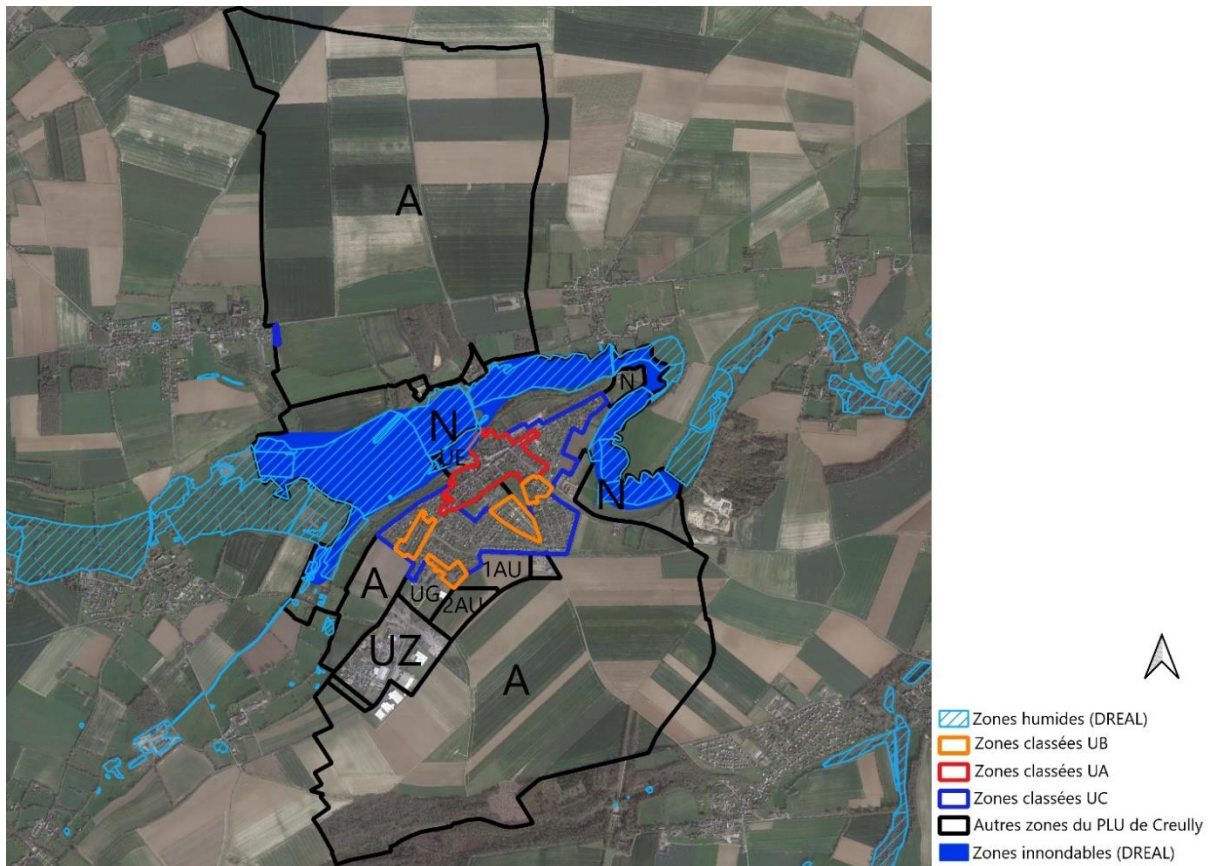 A
N
N
UE
N
1AU
A
UG
2AU
UZ
A
Zones humides (DREAL)
Zones classées UB
Zones classées UA
Zones classées UC
Autres zones du PLU de Creully
Zones innondables (DREAL)